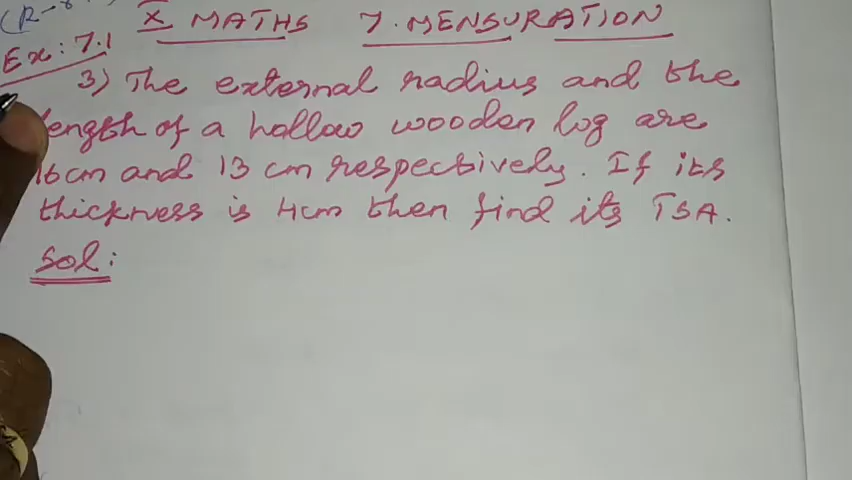 X MATHS 7. MENSURATION
Ex: 7.1
3) The external radius and the
length of a hollow wooden log are
16cm and 13 cm respectively. If its
thickness is 4cm then find its TSA.
Sol: